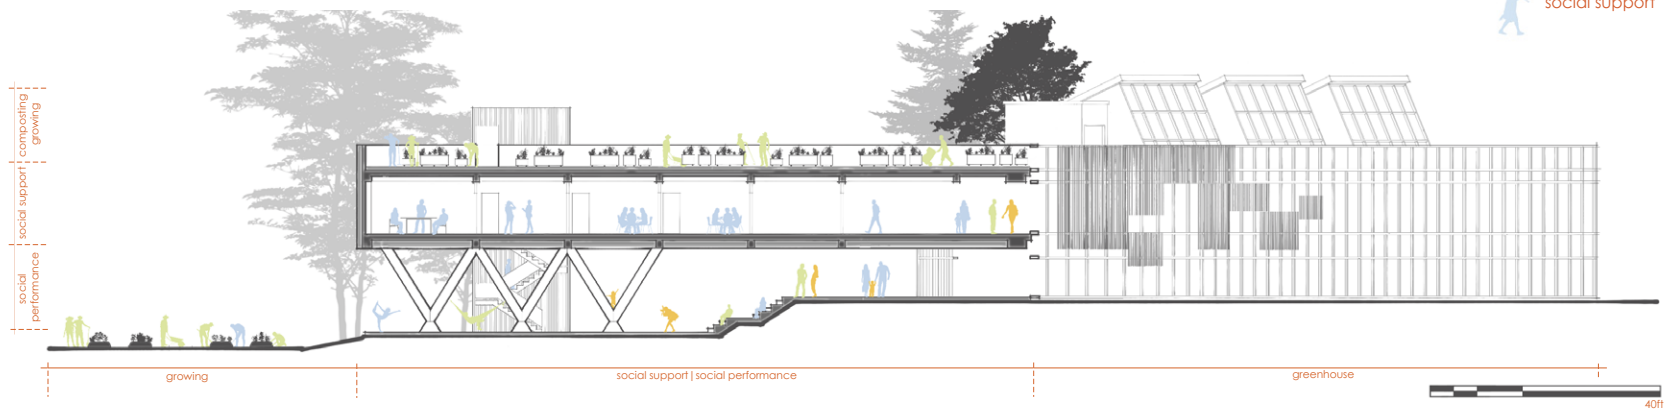 social support
composting
growing
social support
social
performance
growing
social support | social performance
greenhouse
40ft